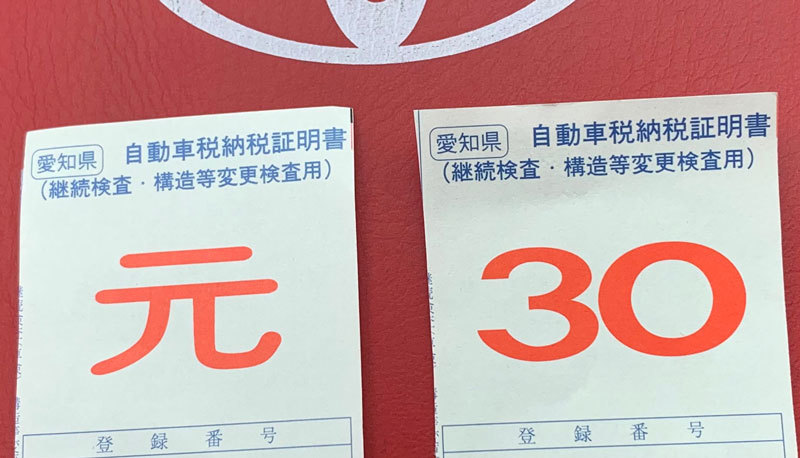 愛知県 自動車税納税証明書
(継続検査・構造等変更検査用)
元
登録番号
愛知県 自動車税納税証明書
(継続検査・構造等変更検査用)
30
登録番号